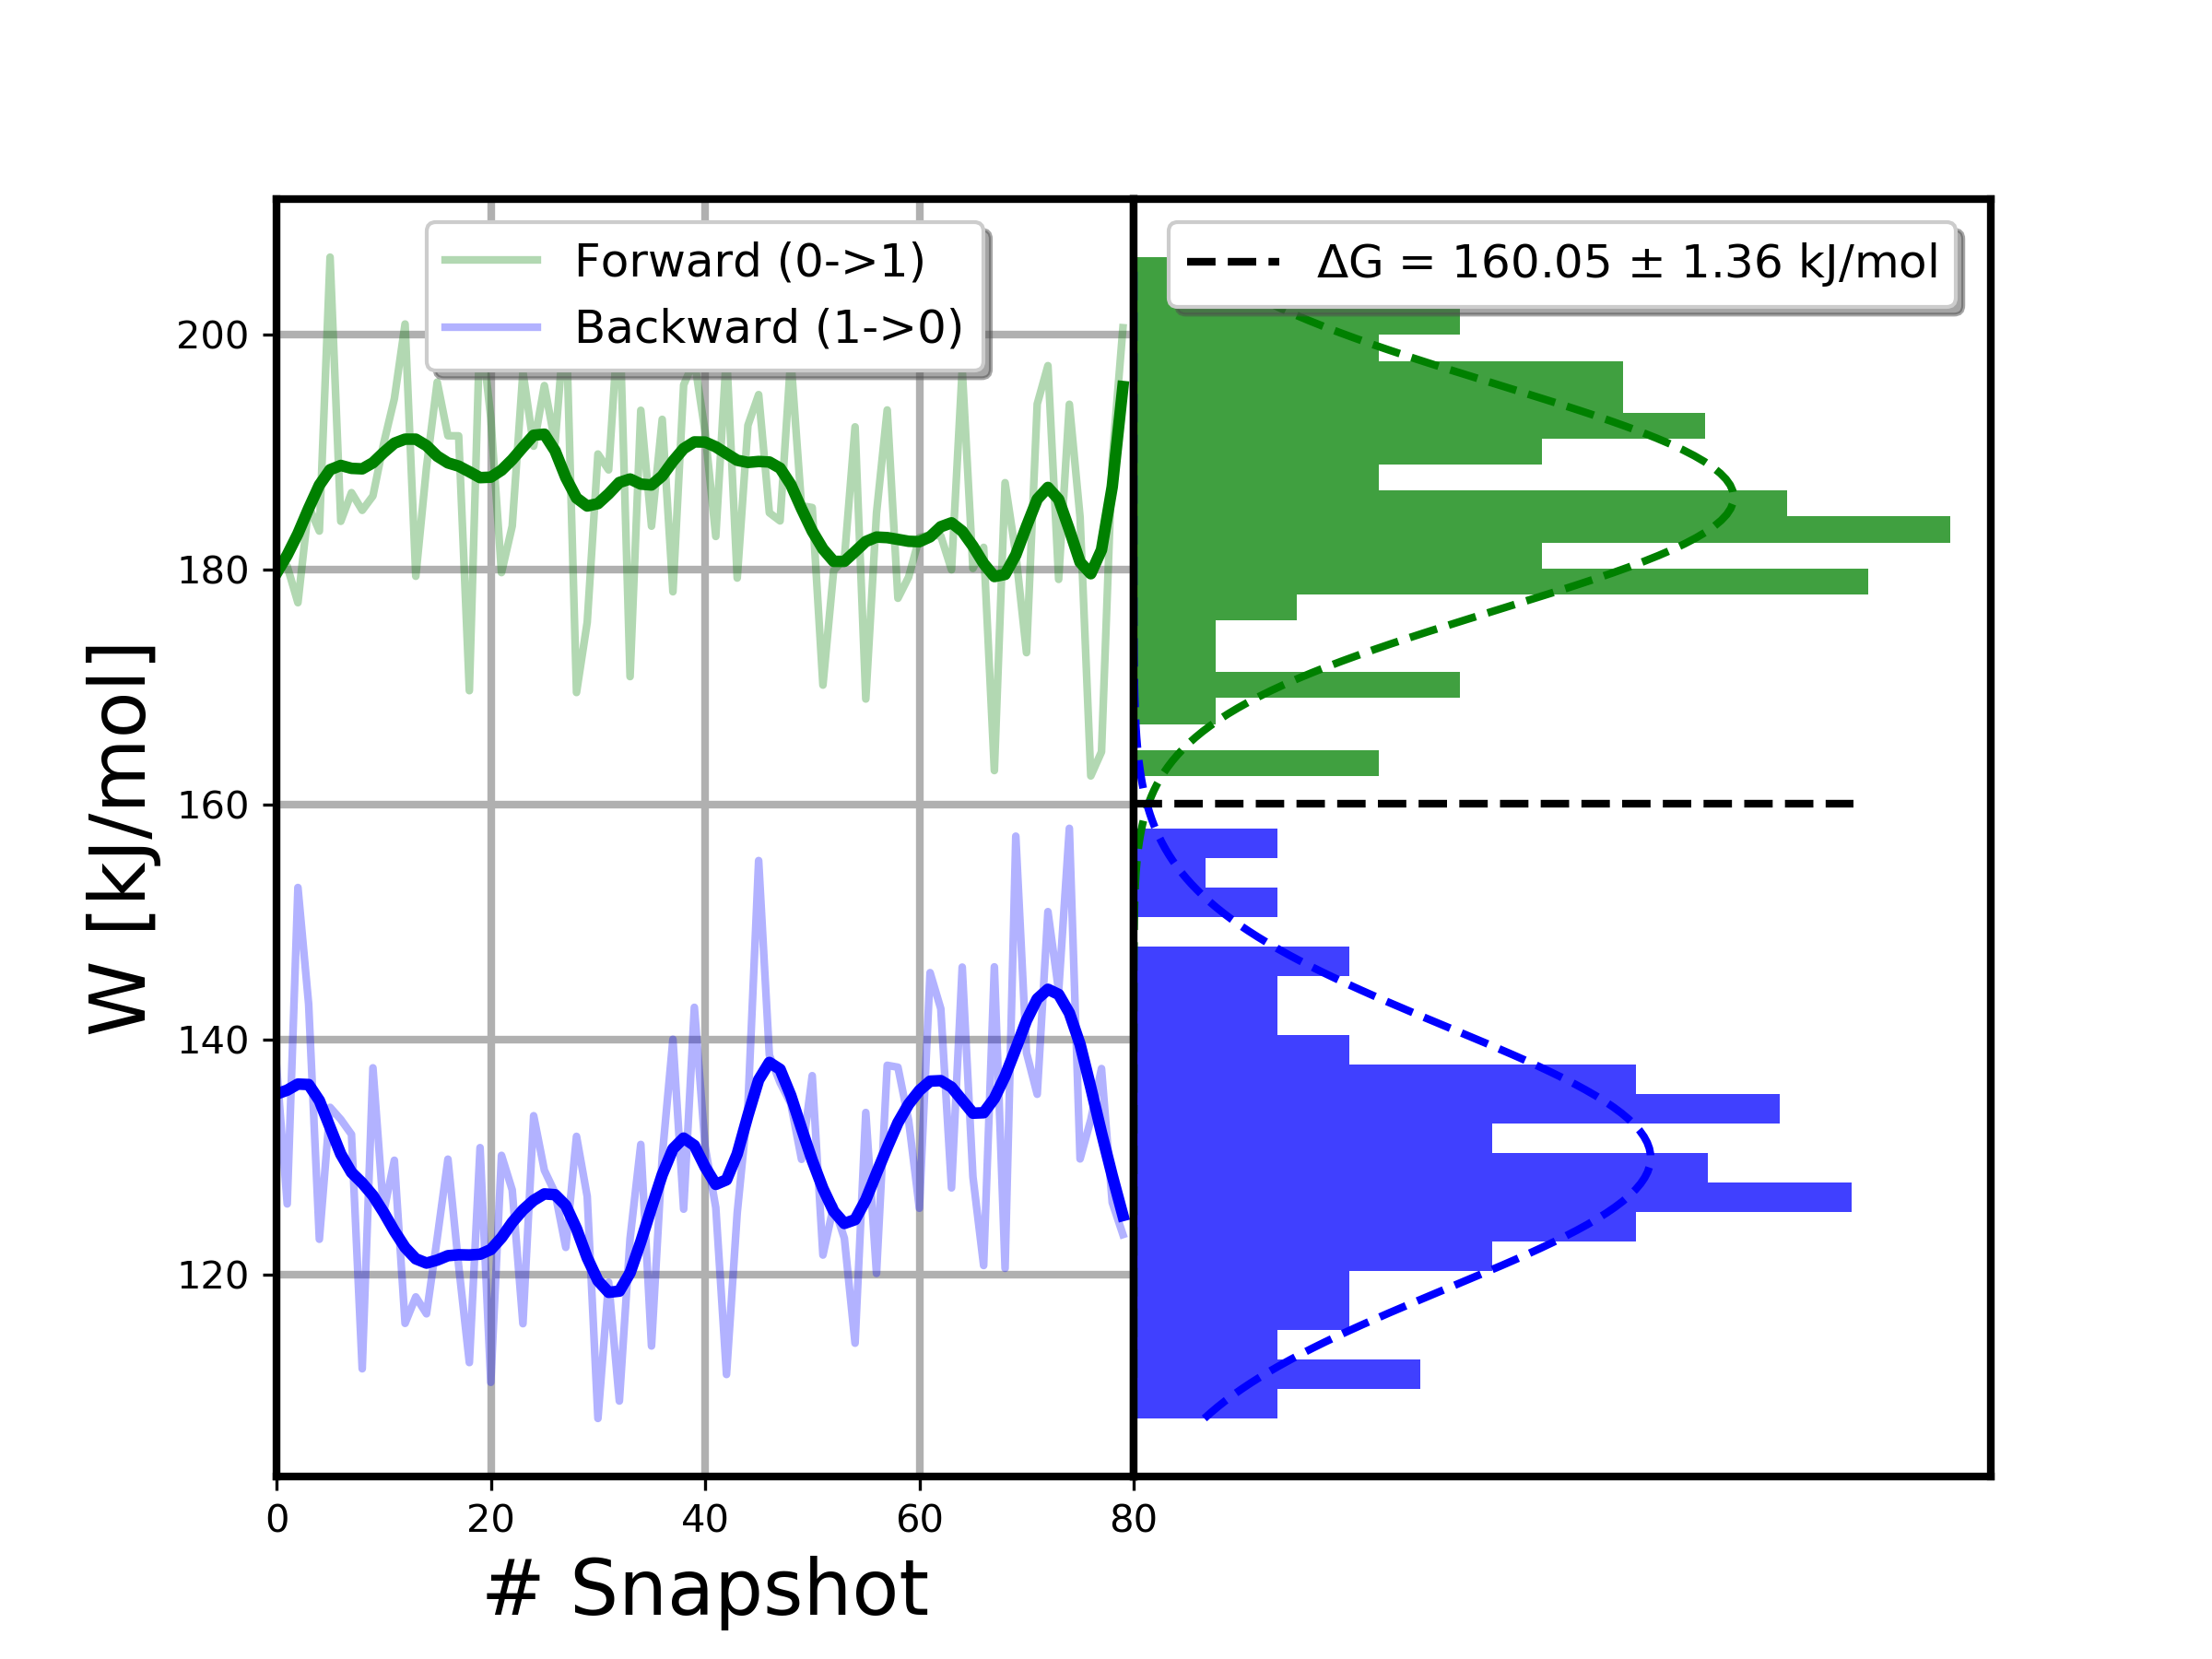 Forward (0->1)
Backward (1->0)
ΔG = 160.05 ± 1.36 kJ/mol
200
180
160
140
120
W [kJ/mol]
0 20 40 60 80
# Snapshot